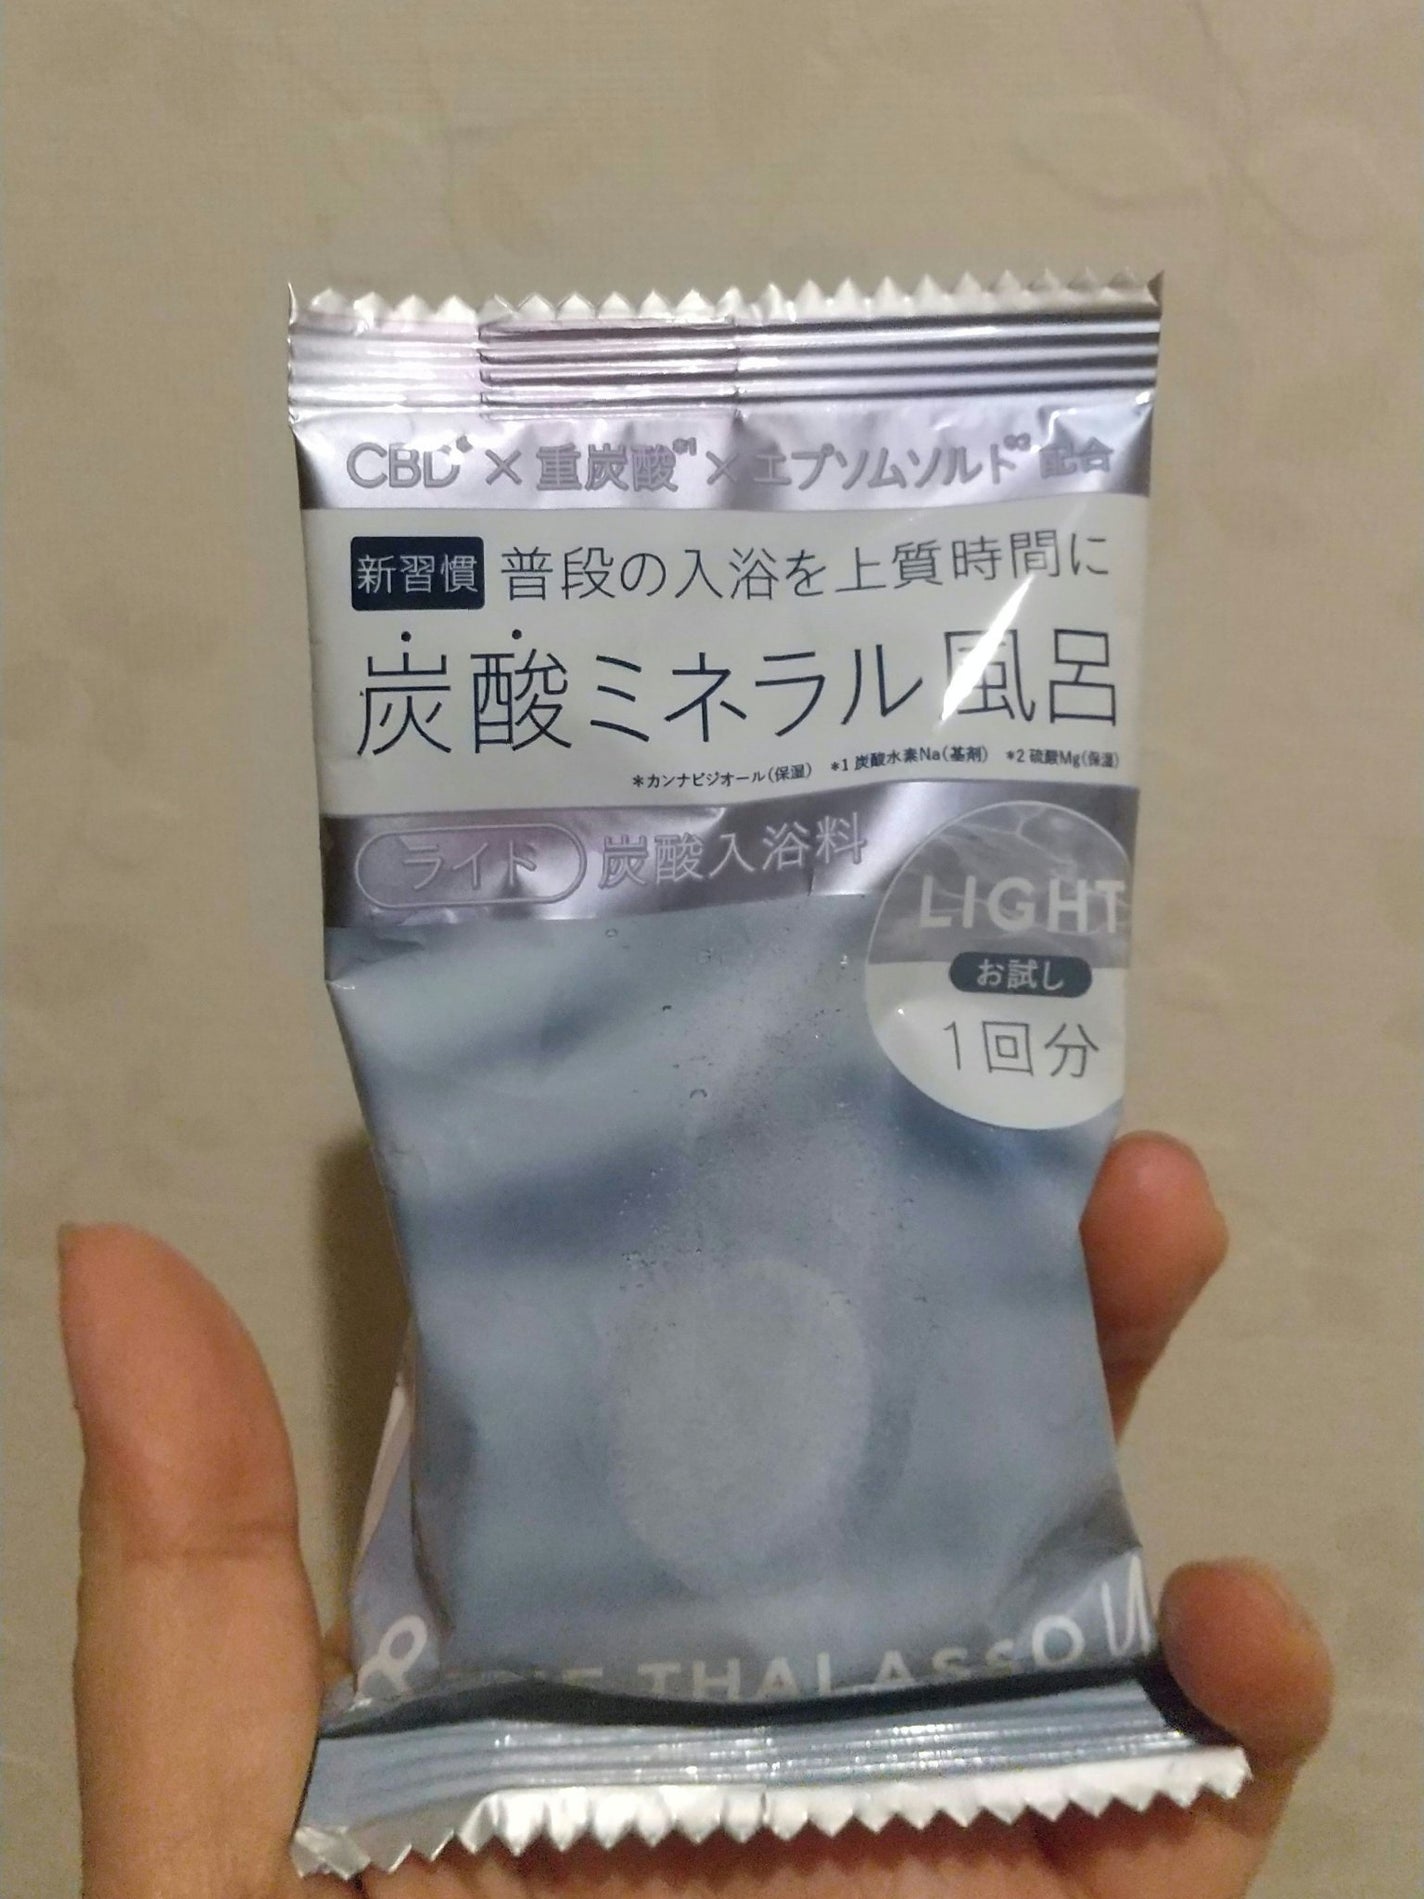 CBD* × 重炭酸*1 × エプソムソルト*2 配合
新習慣 普段の入浴を上質時間に
炭酸ミネラル風呂
*カンナビジオール(保湿) *1 炭酸水素Na(基剤) *2 硫酸Mg(保湿)
ライト 炭酸入浴料
LIGHT
お試し
1回分
THE THALASSO